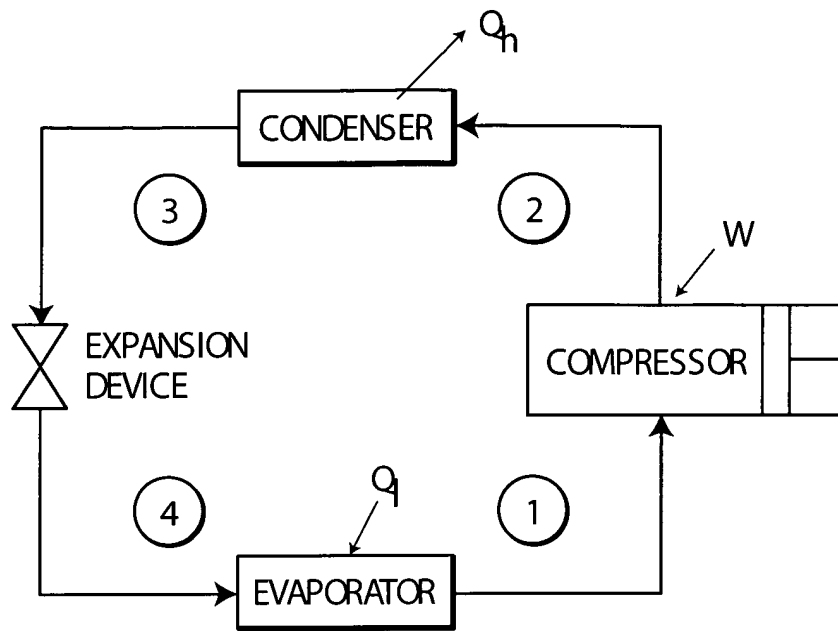 Qh
CONDENSER
3
2
W
EXPANSION
DEVICE
COMPRESSOR
4
Ql
1
EVAPORATOR